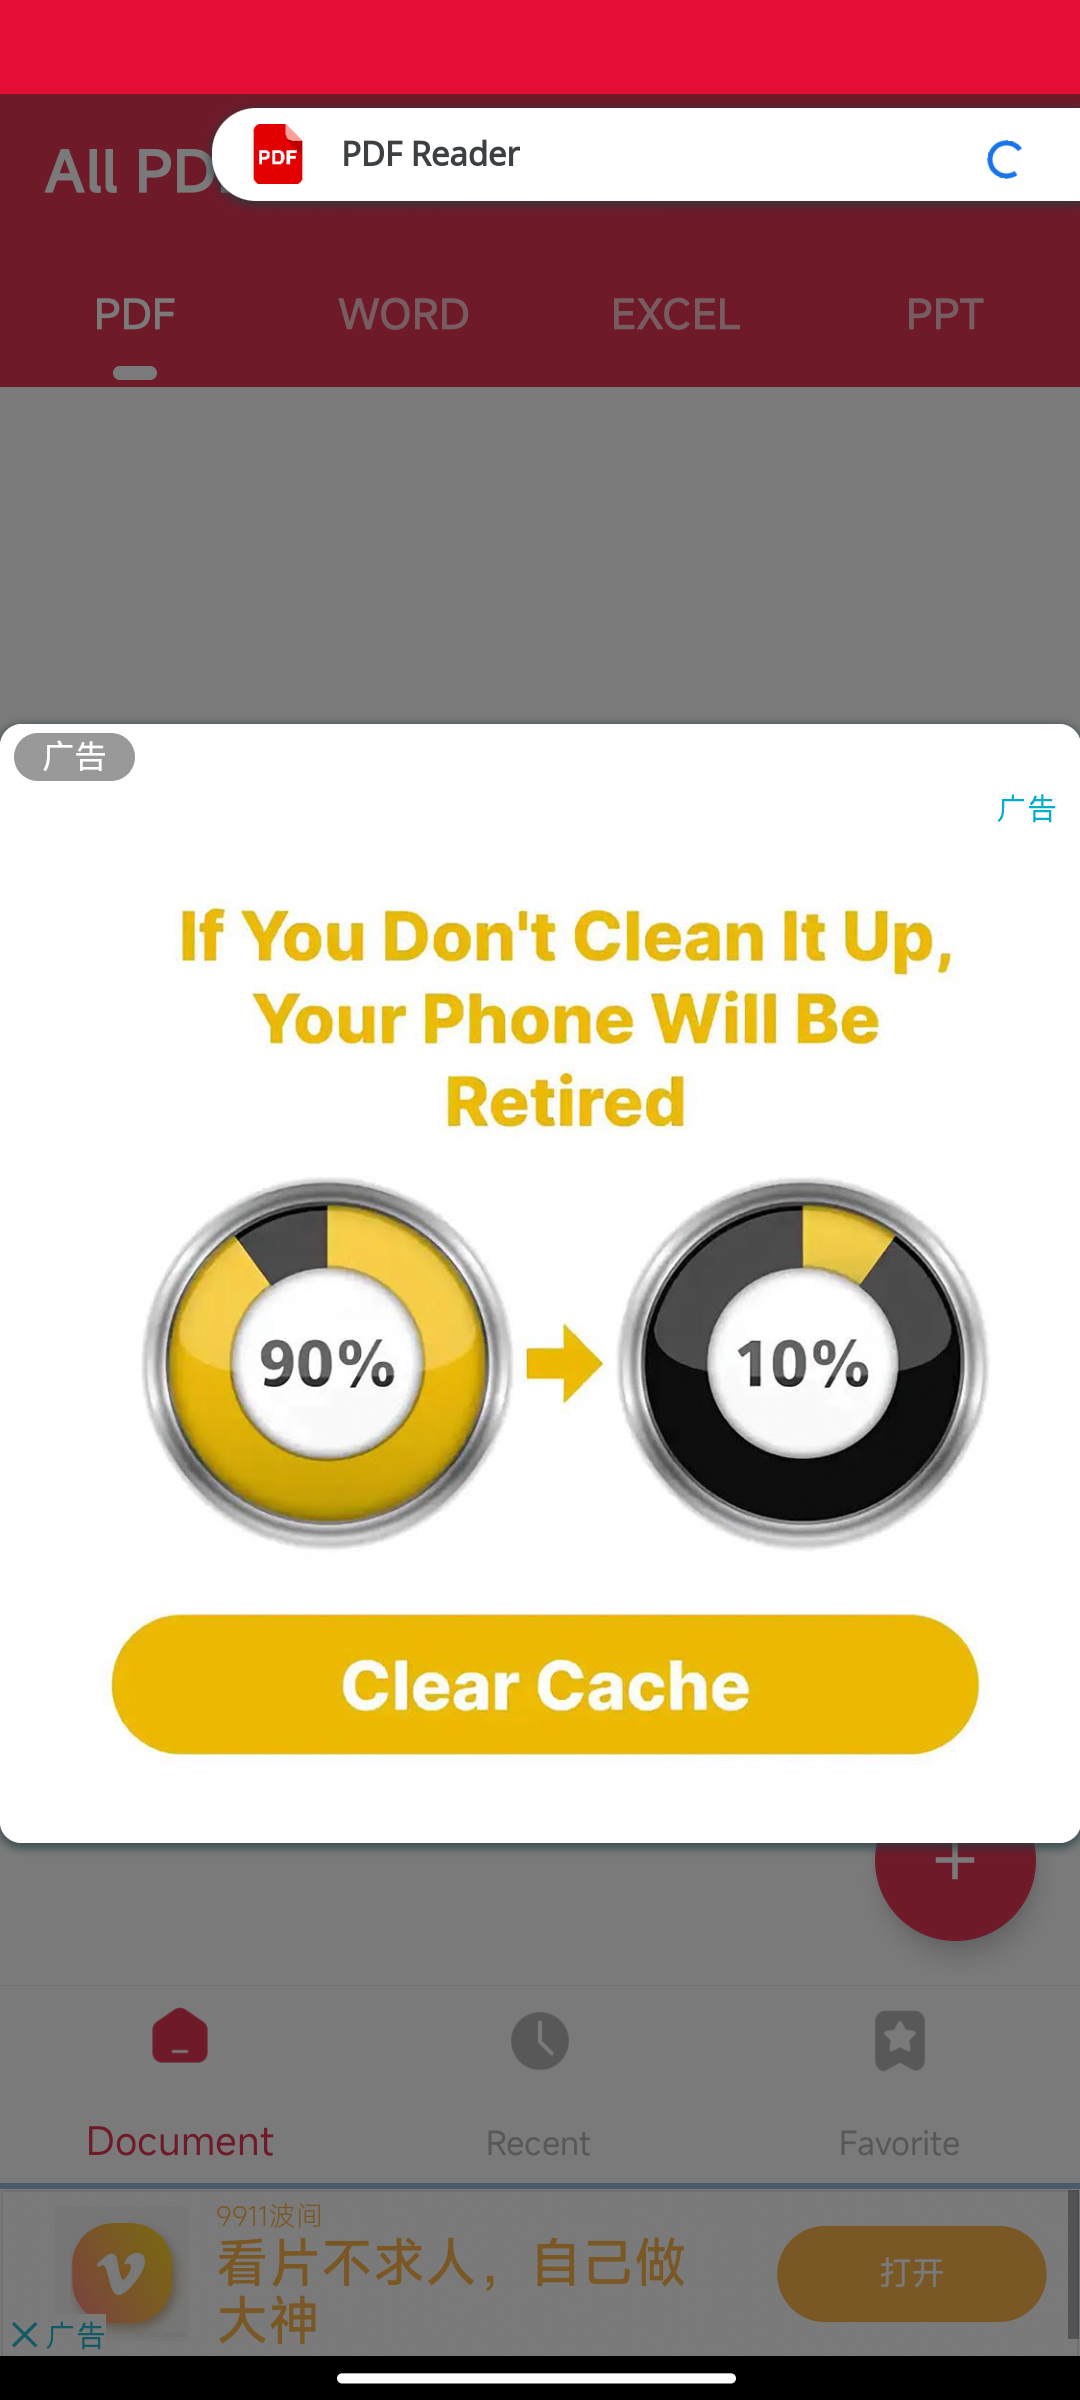 All PD
PDF
PDF Reader
PDF
WORD
EXCEL
PPT
广告
广告
If You Don't Clean It Up,
Your Phone Will Be
Retired
90%
10%
Clear Cache
Document
Recent
Favorite
9911波间
看片不求人，自己做
大神
打开
广告